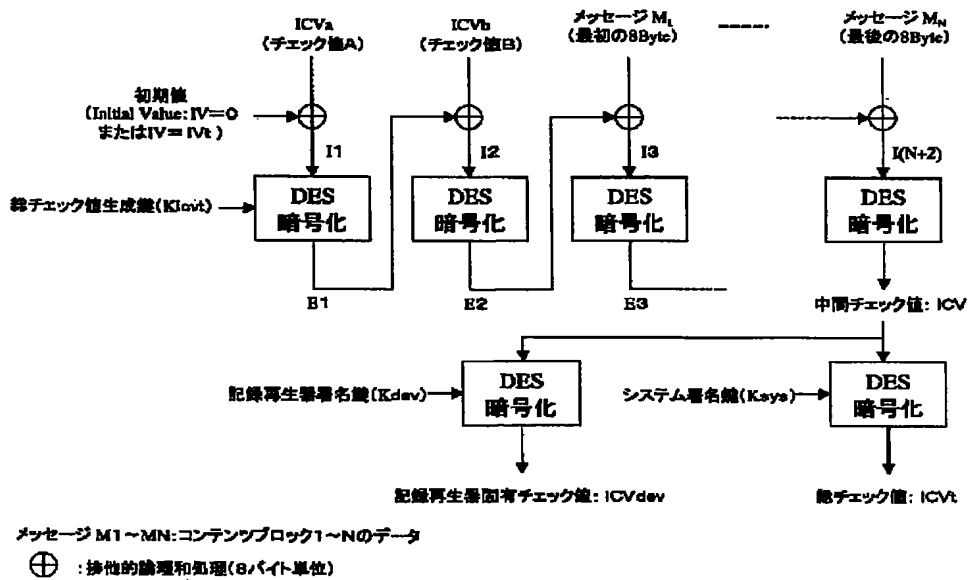 ICVa
(チェック値A)
ICVb
(チェック値B)
メッセージ M1
(最初の8Byte)
メッセージ MN
(最後の8Byte)
初期値
(Initial Value: IV=0
またはIV= IVt )
I1
I2
I3
I(N+2)
総チェック値生成鍵(Kicvt)
DES
暗号化
DES
暗号化
DES
暗号化
DES
暗号化
E1
E2
E3
中間チェック値: ICV
記録再生器署名鍵(Kdev)
DES
暗号化
システム署名鍵(Ksys)
DES
暗号化
記録再生器固有チェック値: ICVdev
総チェック値: ICVt
メッセージ M1～MN:コンテンツブロック1～Nのデータ
⊕ :排他的論理和処理(8バイト単位)